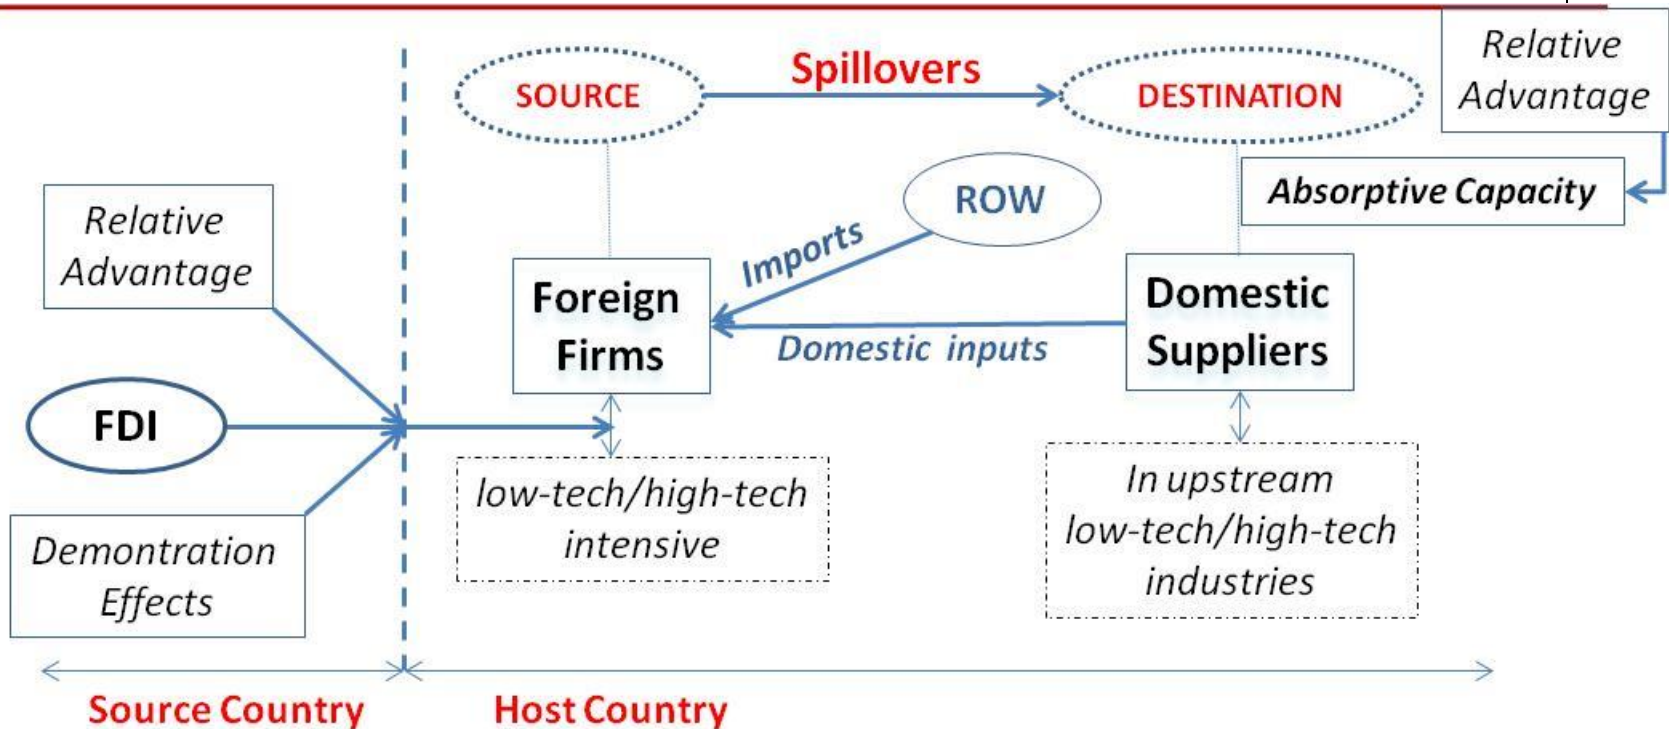 Relative
Advantage
SOURCE
Spillovers
DESTINATION
Absorptive Capacity
ROW
Relative
Advantage
Imports
Foreign
Firms
Domestic
Suppliers
Domestic inputs
FDI
low-tech/high-tech
intensive
In upstream
low-tech/high-tech
industries
Demontration
Effects
Source Country
Host Country